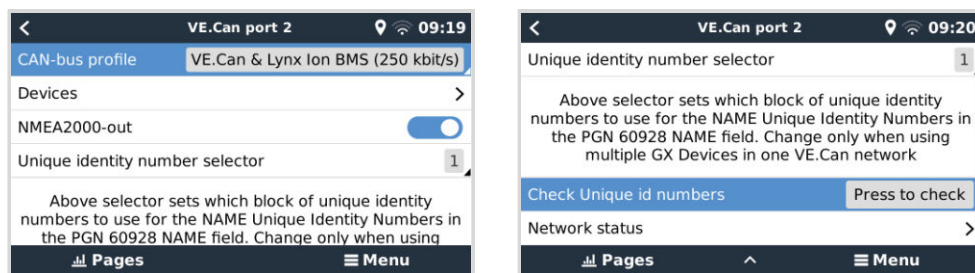 VE.Can port 2 09:19
CAN-bus profile VE.Can & Lynx Ion BMS (250 kbit/s)
Devices
NMEA2000-out
Unique identity number selector 1
Above selector sets which block of unique identity
numbers to use for the NAME Unique Identity Numbers in
the PGN 60928 NAME field. Change only when using
Pages Menu
VE.Can port 2 09:20
Unique identity number selector 1
Above selector sets which block of unique identity
numbers to use for the NAME Unique Identity Numbers in
the PGN 60928 NAME field. Change only when using
multiple GX Devices in one VE.Can network
Check Unique id numbers Press to check
Network status
Pages Menu